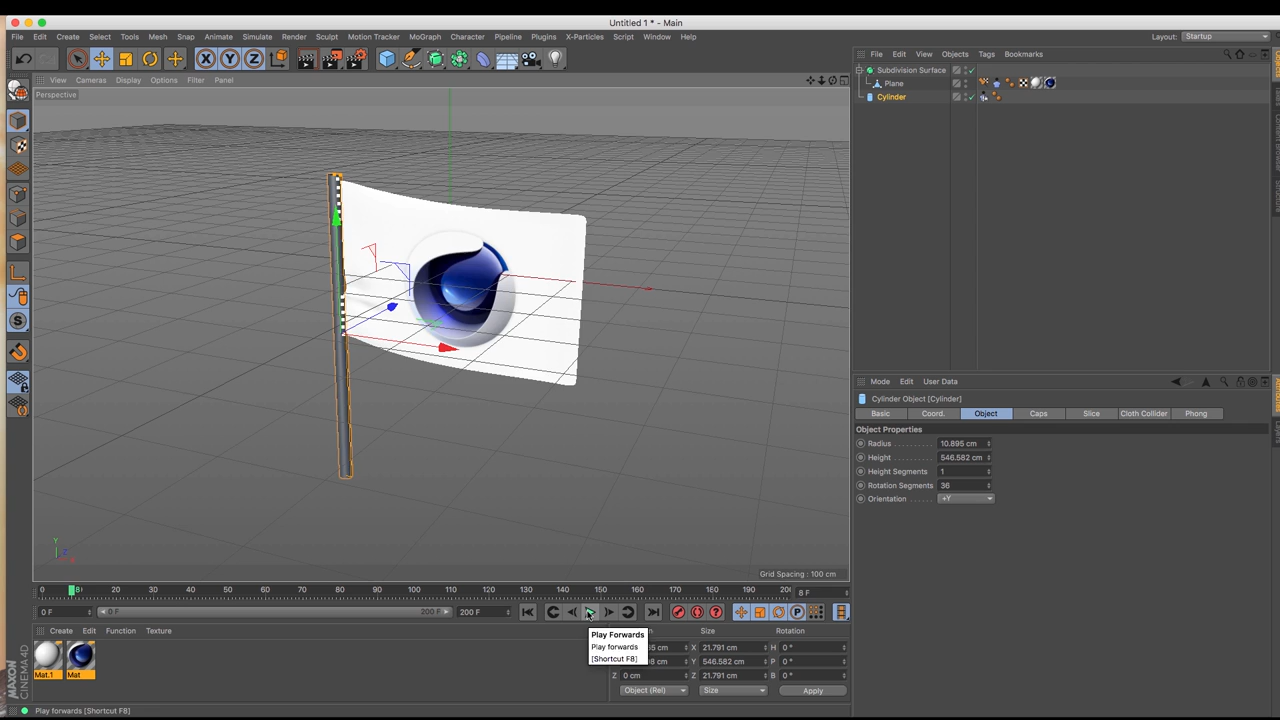 Untitled 1 * - Main
File Edit Create Select Tools Mesh Snap Animate Simulate Render Sculpt Motion Tracker MoGraph Character Pipeline Plugins X-Particles Script Window Help
Layout: Startup
X Y Z
File Edit View Objects Tags Bookmarks
View Cameras Display Options Filter Panel
Perspective
Subdivision Surface
Plane
Cylinder
Mode Edit User Data
Cylinder Object [Cylinder]
Basic Coord. Object Caps Slice Cloth Collider Phong
Object Properties
Radius 10.895 cm
Height 546.582 cm
Height Segments 1
Rotation Segments 36
Orientation +Y
Y
Z
Grid Spacing : 100 cm
0 8 20 30 40 50 60 70 80 90 100 110 120 130 140 150 160 170 180 190 8 F
0 F 0 F 200 F 200 F
Create Edit Function Texture
Size Rotation
X 21.791 cm H 0 °
Y 546.582 cm P 0 °
Z 0 cm Z 21.791 cm B 0 °
Object (Rel) Size Apply
Mat.1 Mat
Play Forwards
Play forwards
[Shortcut F8]
MAXON
CINEMA 4D
Play forwards [Shortcut F8]